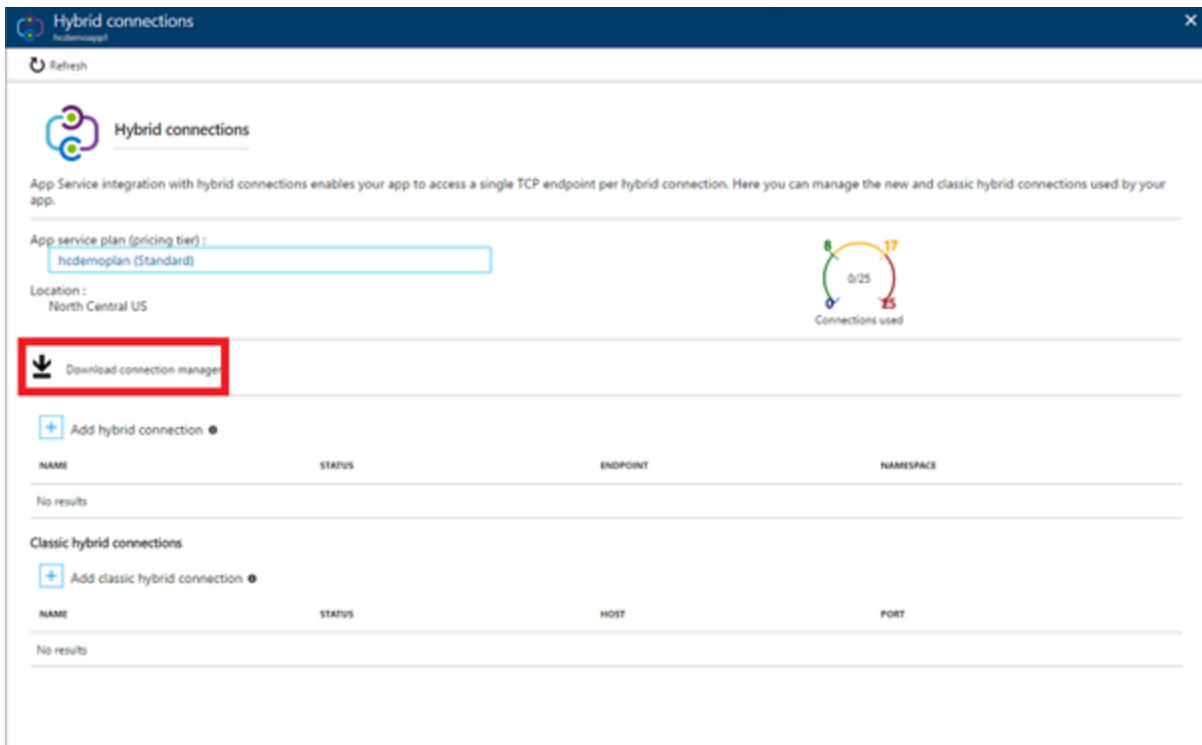 Hybrid connections
hcdemoapp1
Refresh
Hybrid connections
App Service integration with hybrid connections enables your app to access a single TCP endpoint per hybrid connection. Here you can manage the new and classic hybrid connections used by your
app.
App service plan (pricing tier) :
hcdemoplan (Standard)
Location :
North Central US
8 17
0/25
0 25
Connections used
Download connection manager
Add hybrid connection
NAME STATUS ENDPOINT NAMESPACE
No results
Classic hybrid connections
Add classic hybrid connection
NAME STATUS HOST PORT
No results